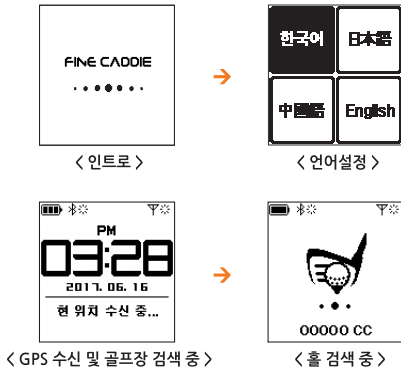 FINE CADDIE
한국어
日本語
中國語
English
< 인트로 >
< 언어설정 >
PM
03:28
2017. 06. 16
현 위치 수신 중...
00000 CC
< GPS 수신 및 골프장 검색 중 >
< 홀 검색 중 >